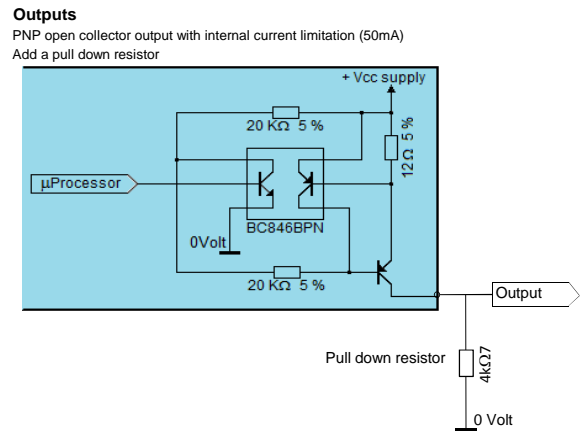 Outputs
PNP open collector output with internal current limitation (50mA)
Add a pull down resistor
+ Vcc supply
20 KΩ 5 %
12Ω 5 %
µProcessor
BC846BPN
0Volt
20 KΩ 5 %
Output
Pull down resistor
4kΩ7
0 Volt